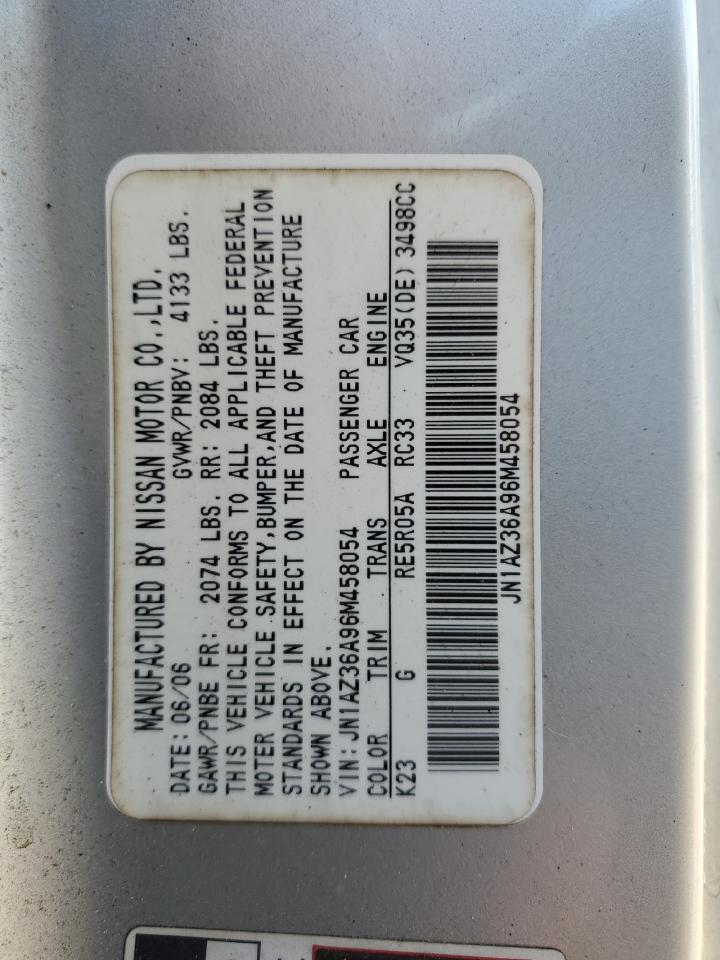 MANUFACTURED BY NISSAN MOTOR CO.,LTD.
DATE:06/06 GVWR/PNBV: 4133 LBS.
GAWR/PNBE FR: 2074 LBS. RR: 2084 LBS.
THIS VEHICLE CONFORMS TO ALL APPLICABLE FEDERAL
MOTER VEHICLE SAFETY,BUMPER,AND THEFT PREVENTION
STANDARDS IN EFFECT ON THE DATE OF MANUFACTURE
SHOWN ABOVE.
VIN:JN1AZ36A96M458054 PASSENGER CAR
COLOR TRIM TRANS AXLE ENGINE
K23 G RE5R05A RC33 VQ35(DE) 3498CC
JN1AZ36A96M458054